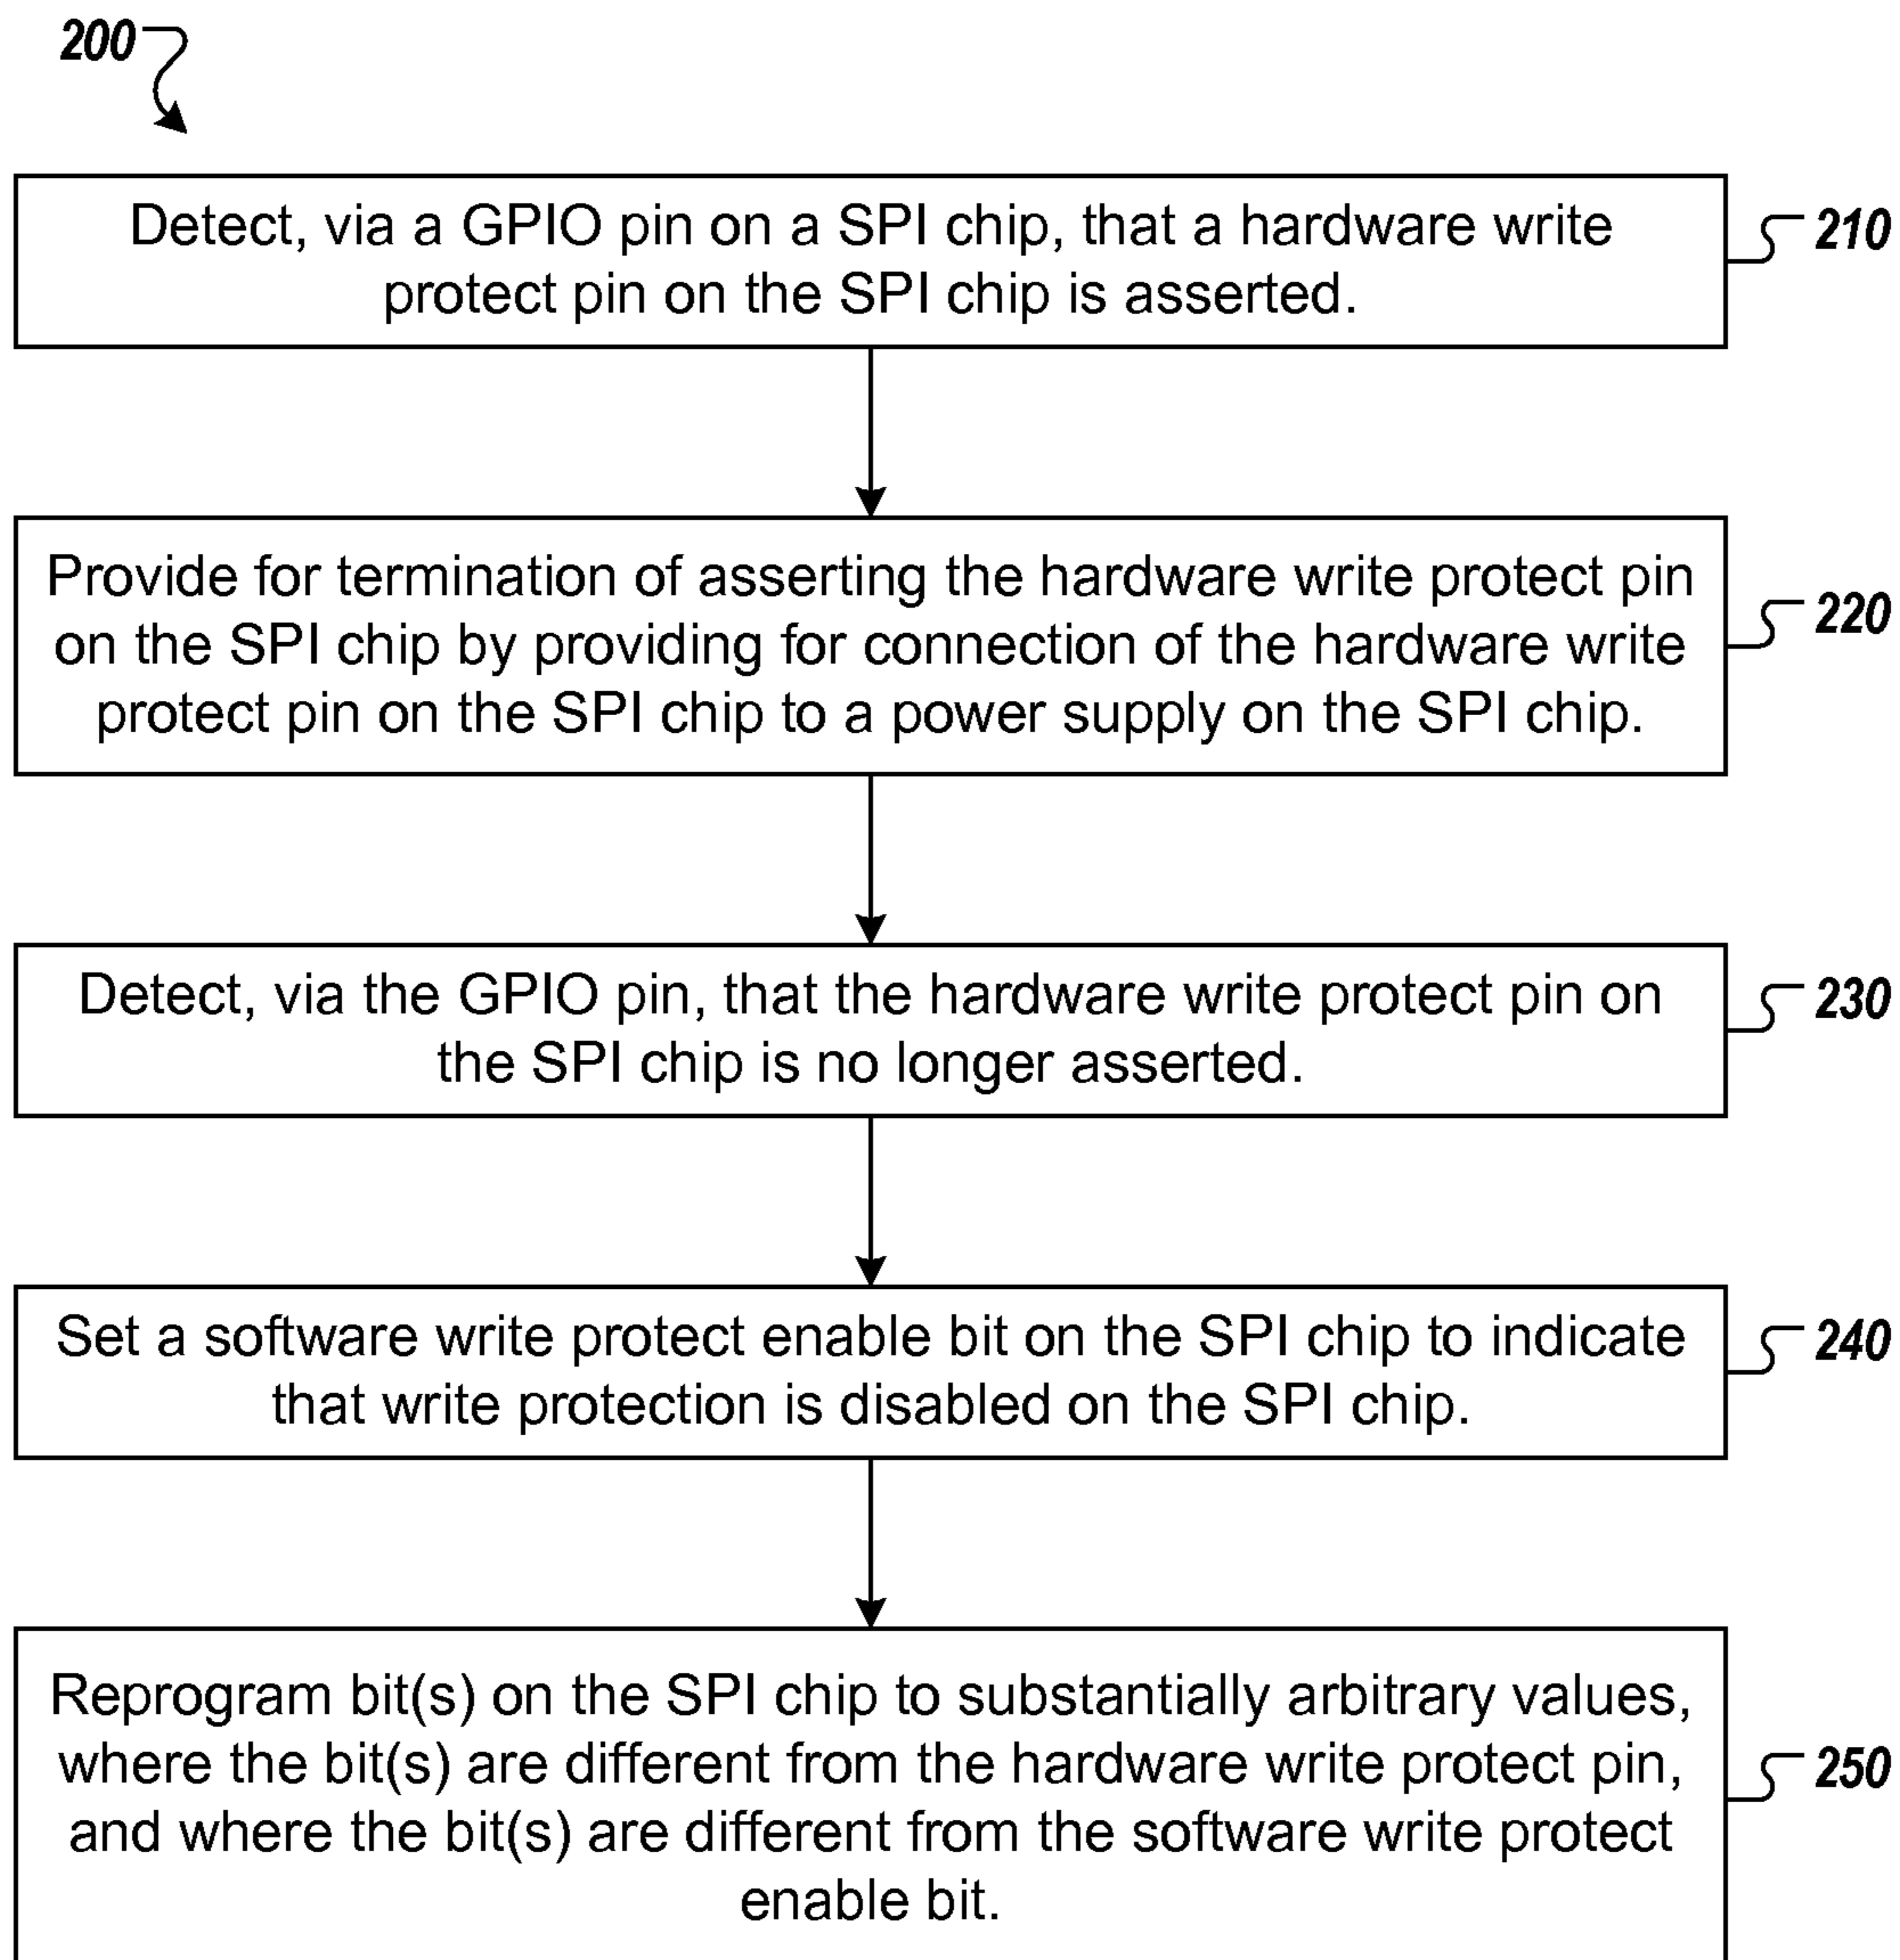 200
Detect, via a GPIO pin on a SPI chip, that a hardware write
protect pin on the SPI chip is asserted.
210
Provide for termination of asserting the hardware write protect pin
on the SPI chip by providing for connection of the hardware write
protect pin on the SPI chip to a power supply on the SPI chip.
220
Detect, via the GPIO pin, that the hardware write protect pin on
the SPI chip is no longer asserted.
230
Set a software write protect enable bit on the SPI chip to indicate
that write protection is disabled on the SPI chip.
240
Reprogram bit(s) on the SPI chip to substantially arbitrary values,
where the bit(s) are different from the hardware write protect pin,
and where the bit(s) are different from the software write protect
enable bit.
250